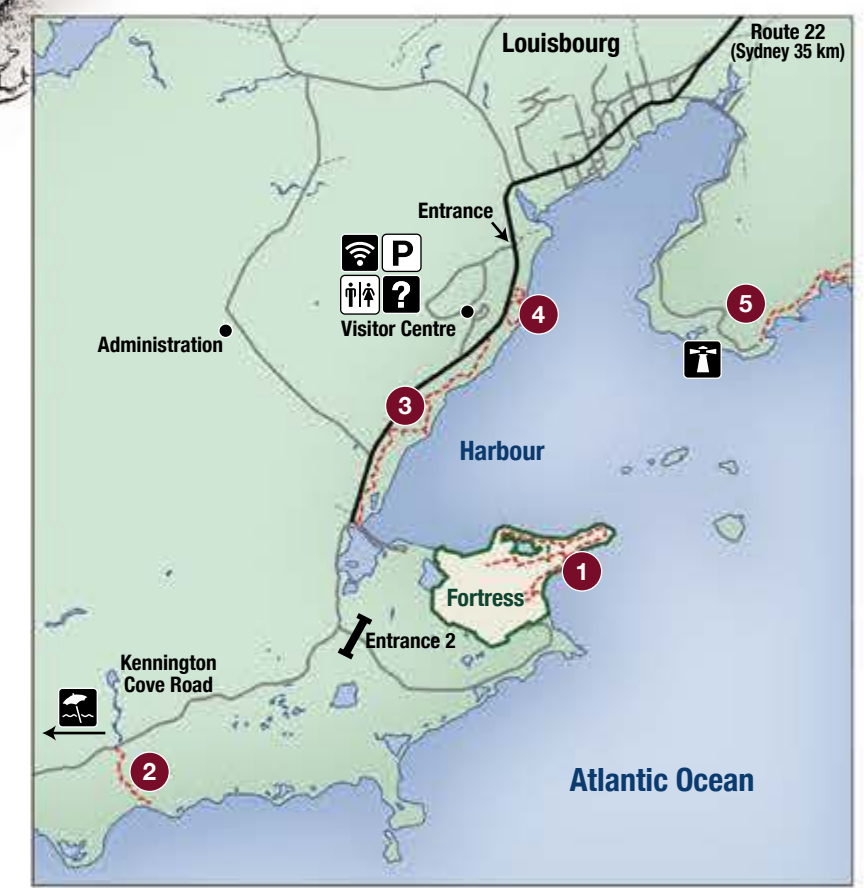 Louisbourg
Route 22
(Sydney 35 km)
Entrance
P
?
Visitor Centre
Administration
5
4
3
Harbour
1
Fortress
Entrance 2
Kennington
Cove Road
2
Atlantic Ocean